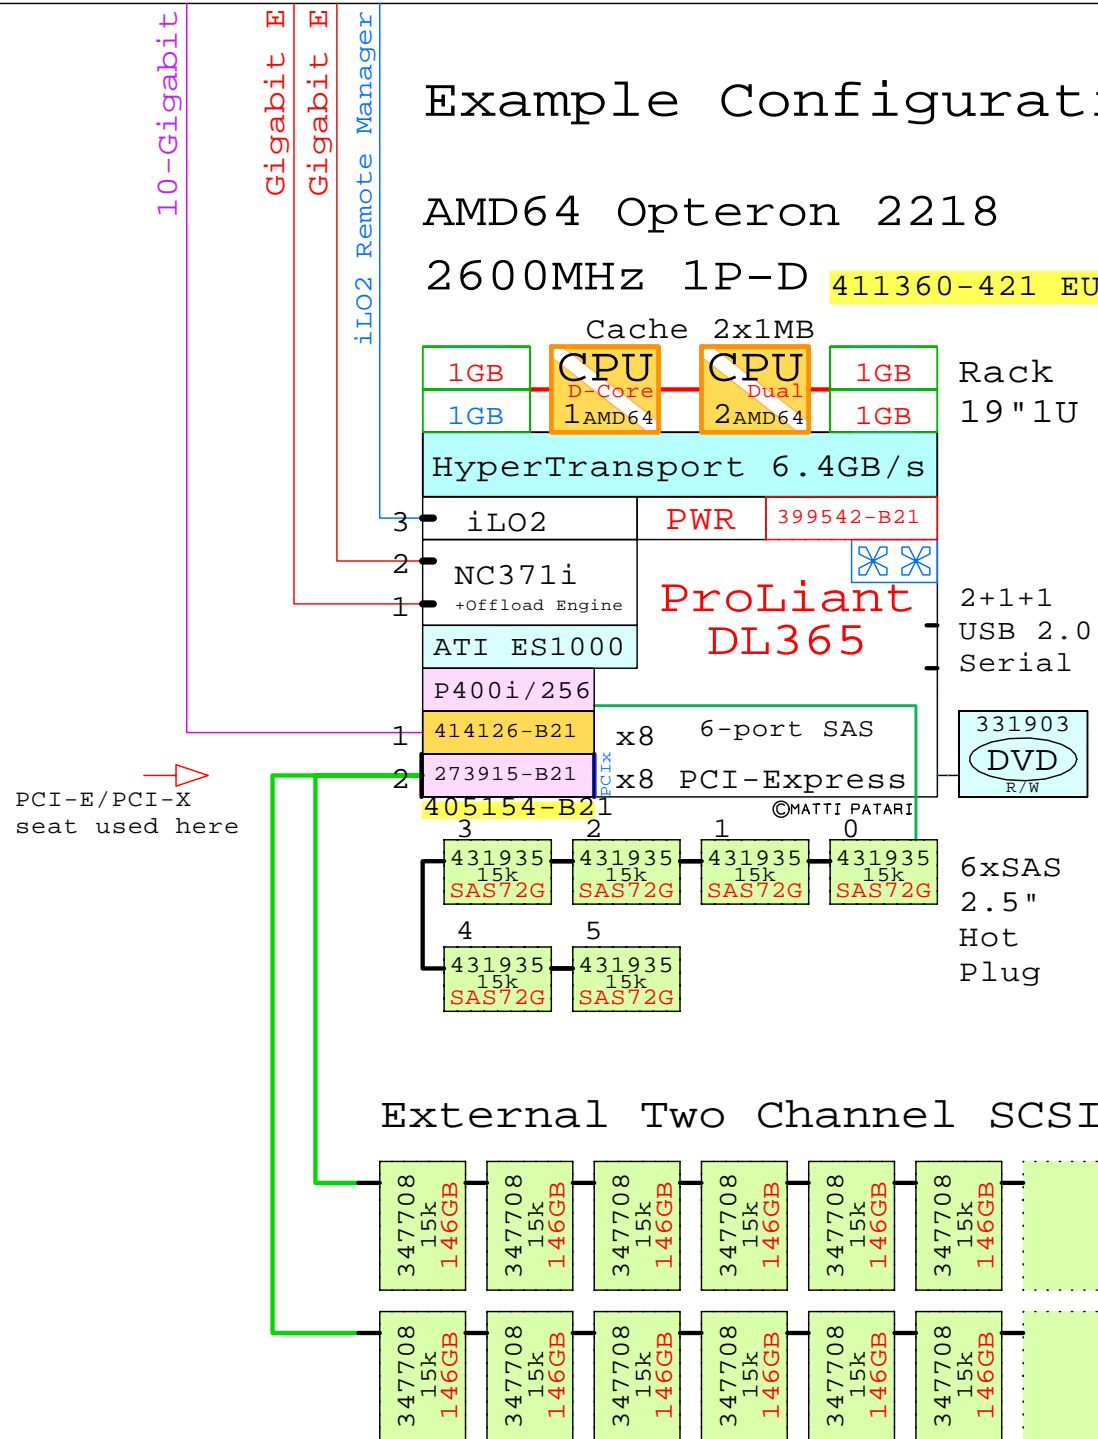 10-Gigabit
Gigabit E
Gigabit E
iLO2 Remote Manager
Example Configurati
AMD64 Opteron 2218
2600MHz 1P-D 411360-421 EU
Cache 2x1MB
1GB CPU D-Core 1AMD64 CPU Dual 2AMD64 1GB
1GB 1GB
Rack
19"1U
HyperTransport 6.4GB/s
3 iLO2 PWR 399542-B21
2 NC371i
1 +Offload Engine
ProLiant
DL365
2+1+1
USB 2.0
Serial
ATI ES1000
P400i/256
1 414126-B21 x8 6-port SAS
2 273915-B21 PCIx x8 PCI-Express
331903
DVD
R/W
405154-B21
©MATTI PATARI
PCI-E/PCI-X
seat used here
3 2 1 0
431935 431935 431935 431935
15k 15k 15k 15k
SAS72G SAS72G SAS72G SAS72G
4 5
431935 431935
15k 15k
SAS72G SAS72G
6xSAS
2.5"
Hot
Plug
External Two Channel SCSI
347708 15k 146GB
347708 15k 146GB
347708 15k 146GB
347708 15k 146GB
347708 15k 146GB
347708 15k 146GB
347708 15k 146GB
347708 15k 146GB
347708 15k 146GB
347708 15k 146GB
347708 15k 146GB
347708 15k 146GB